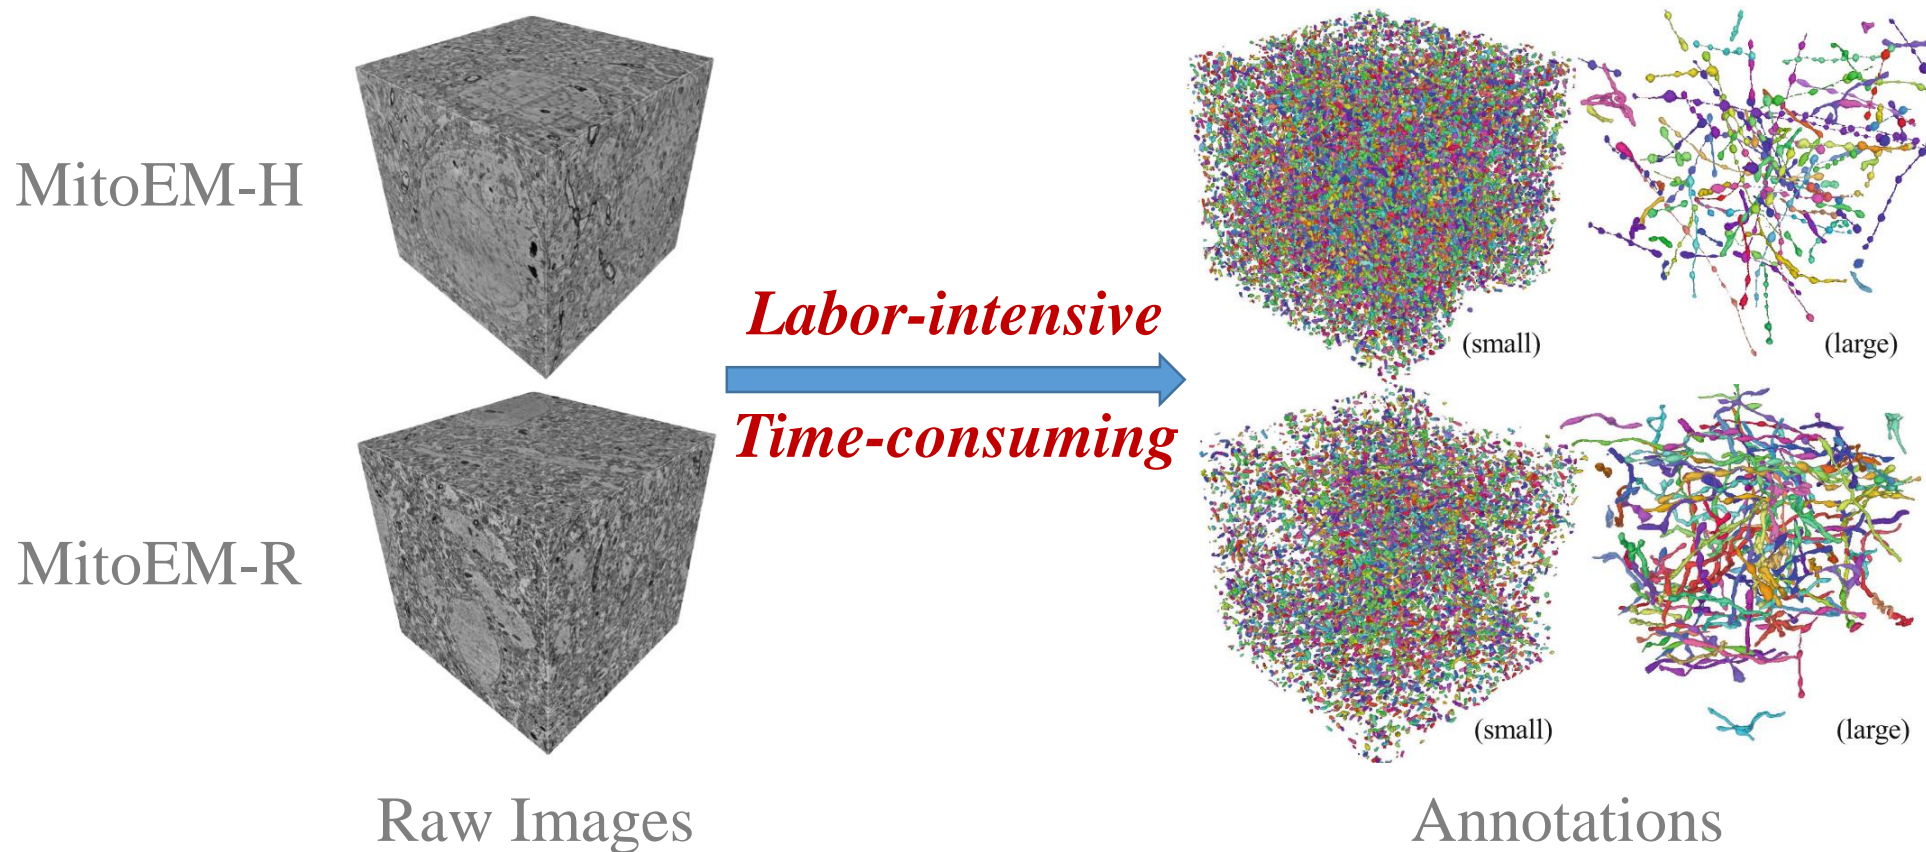 MitoEM-H
Labor-intensive
(small)
(large)
Time-consuming
MitoEM-R
(small)
(large)
Raw Images
Annotations